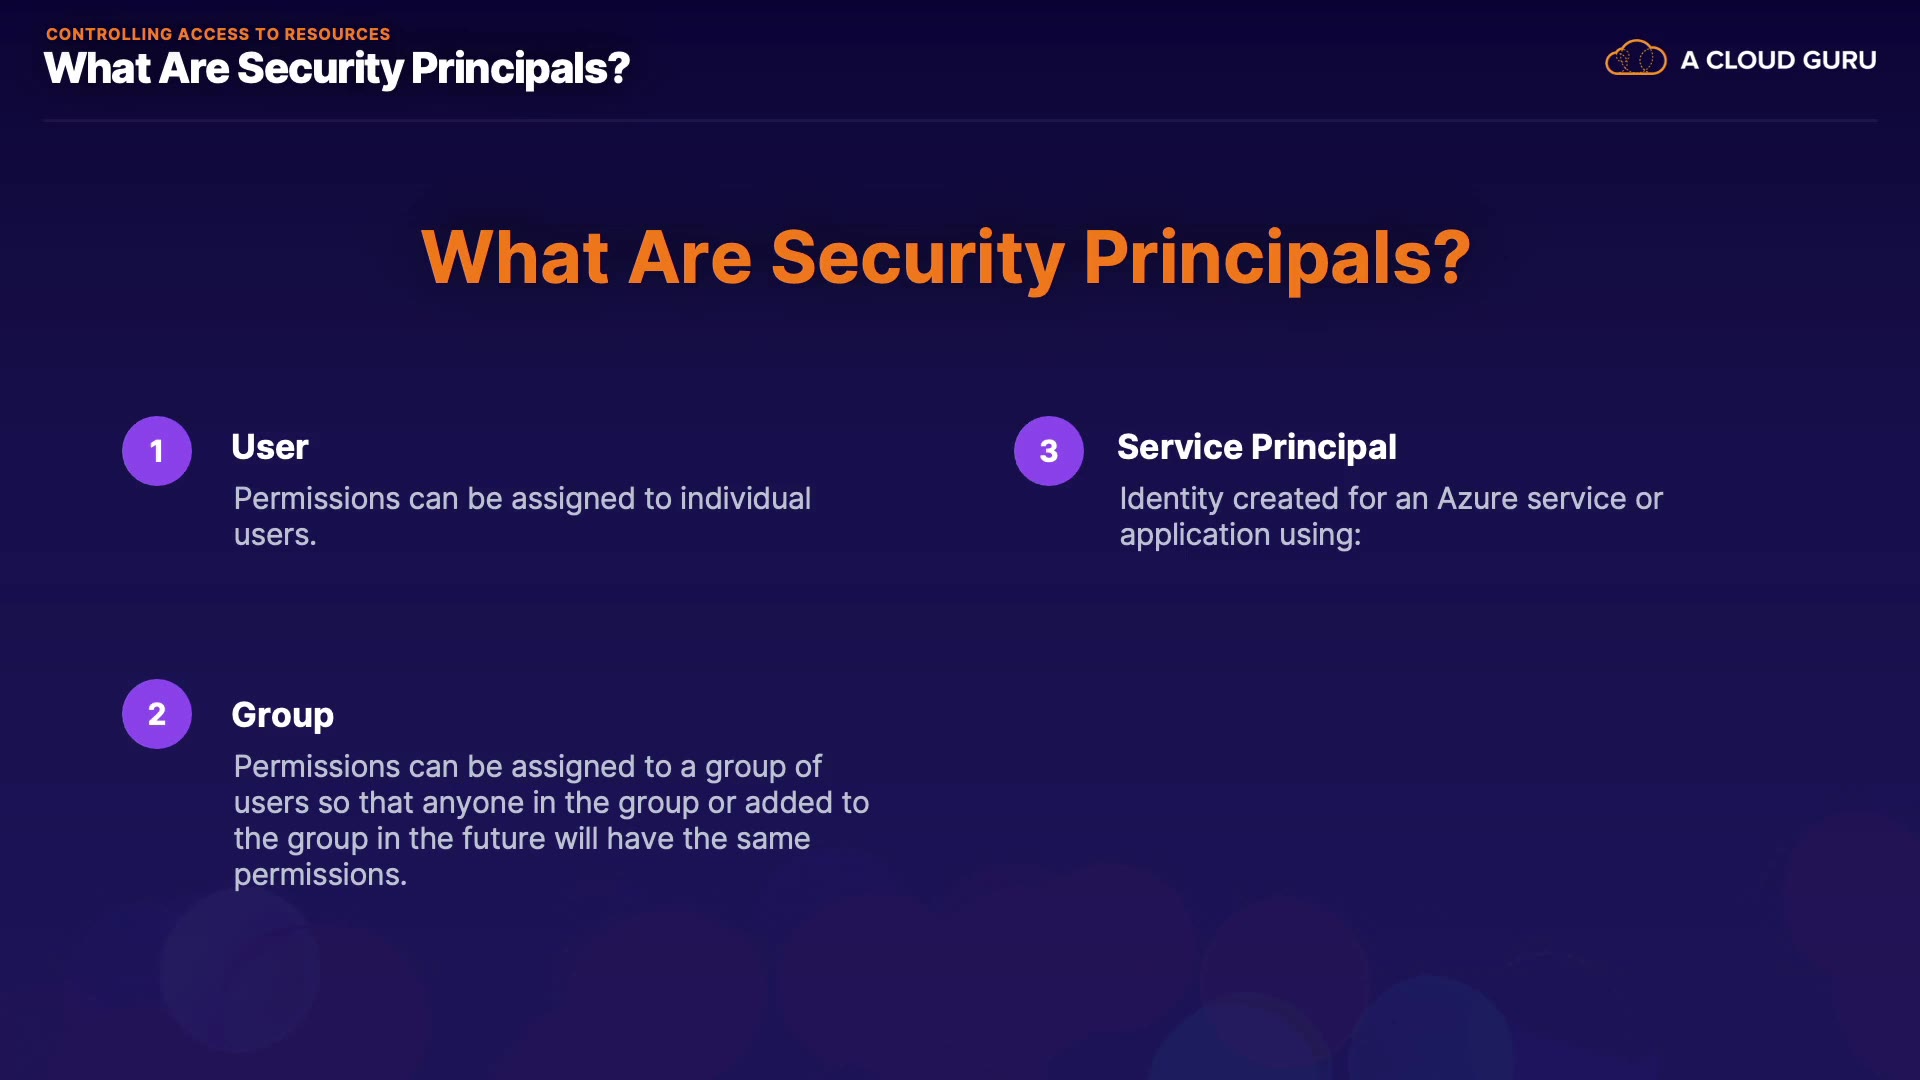 CONTROLLING ACCESS TO RESOURCES
What Are Security Principals?
A CLOUD GURU
What Are Security Principals?
1
User
Permissions can be assigned to individual
users.
2
Group
Permissions can be assigned to a group of
users so that anyone in the group or added to
the group in the future will have the same
permissions.
3
Service Principal
Identity created for an Azure service or
application using: